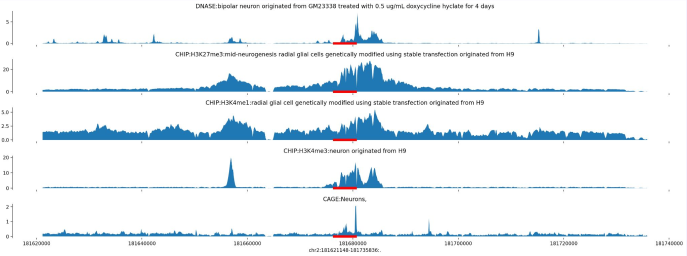 DNASE:bipolar neuron originated from GM23338 treated with 0.5 ug/mL doxycycline hyclate for 4 days
5
0
CHIP:H3K27me3:mid-neurogenesis radial glial cells genetically modified using stable transfection originated from H9
20
0
CHIP:H3K4me1:radial glial cell genetically modified using stable transfection originated from H9
5.0
2.5
0.0
CHIP:H3K4me3:neuron originated from H9
20
10
0
CAGE:Neurons,
2
1
0
181620000 181640000 181660000 181680000 181700000 181720000 181740000
chr2:181621148-181735836:.